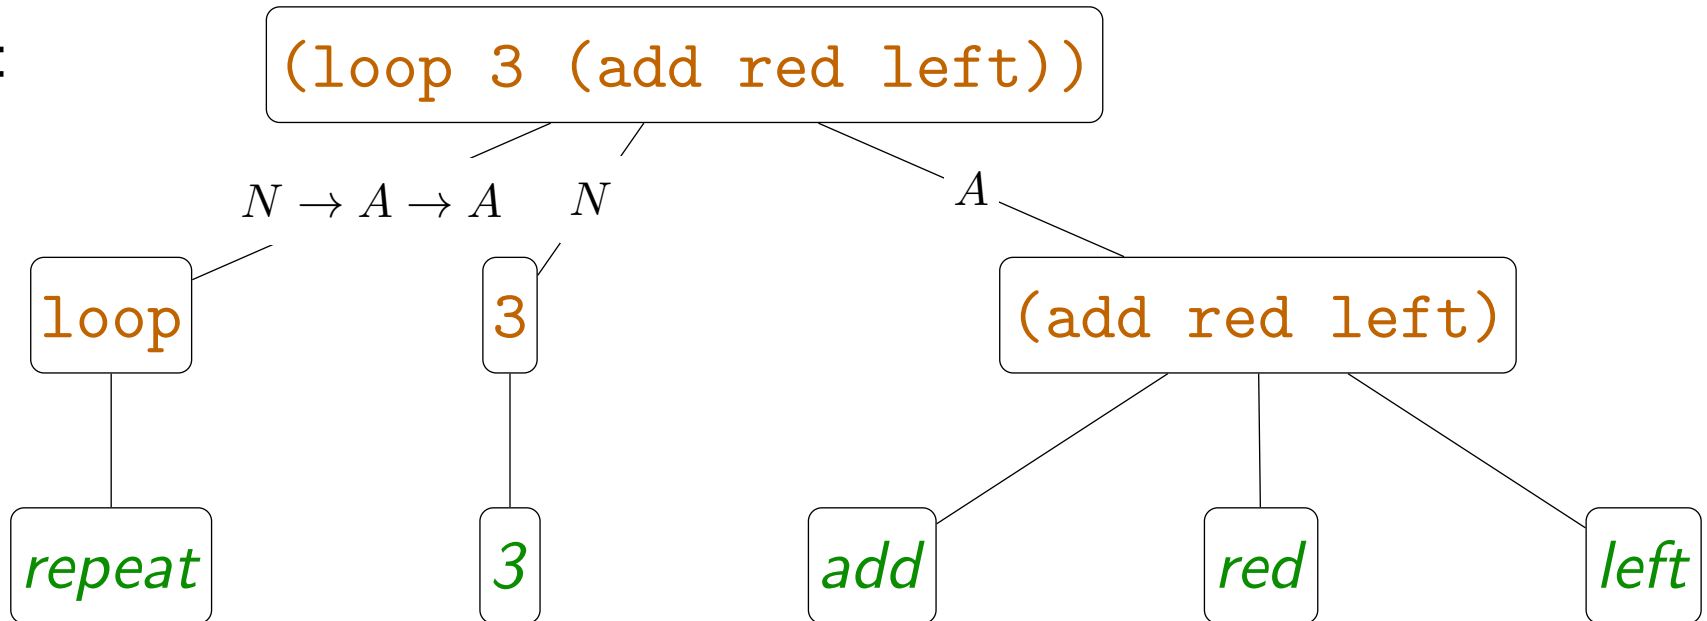 :
(loop 3 (add red left))
N → A → A N A
loop 3 (add red left)
repeat 3 add red left